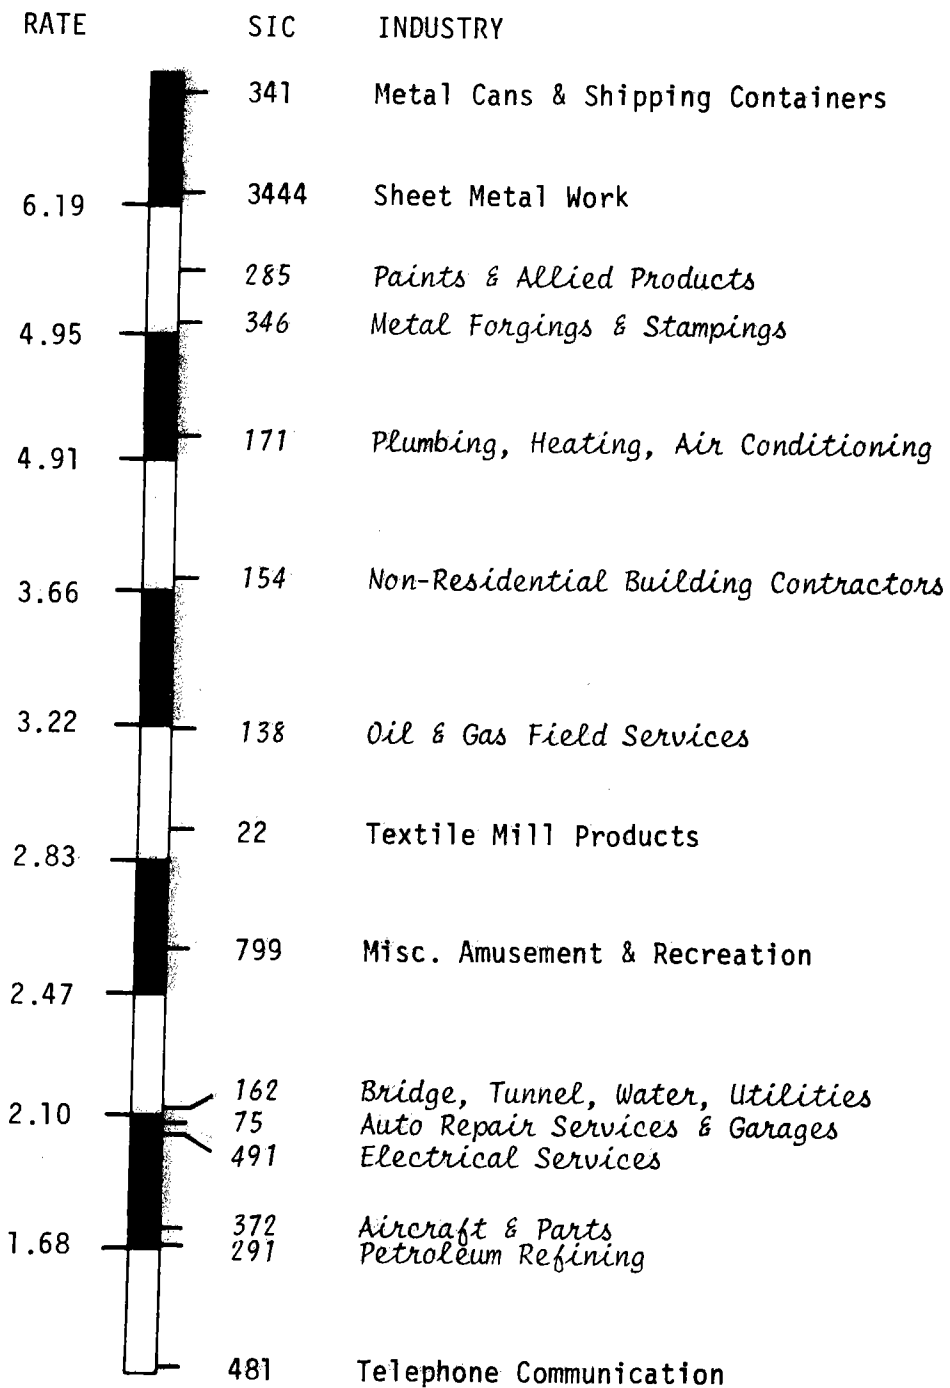 RATE SIC INDUSTRY
341 Metal Cans & Shipping Containers
6.19 3444 Sheet Metal Work
285 Paints & Allied Products
4.95 346 Metal Forgings & Stampings
4.91 171 Plumbing, Heating, Air Conditioning
3.66 154 Non-Residential Building Contractors
3.22 138 Oil & Gas Field Services
22 Textile Mill Products
2.83
799 Misc. Amusement & Recreation
2.47
162 Bridge, Tunnel, Water, Utilities
2.10 75 Auto Repair Services & Garages
491 Electrical Services
372 Aircraft & Parts
1.68 291 Petroleum Refining
481 Telephone Communication